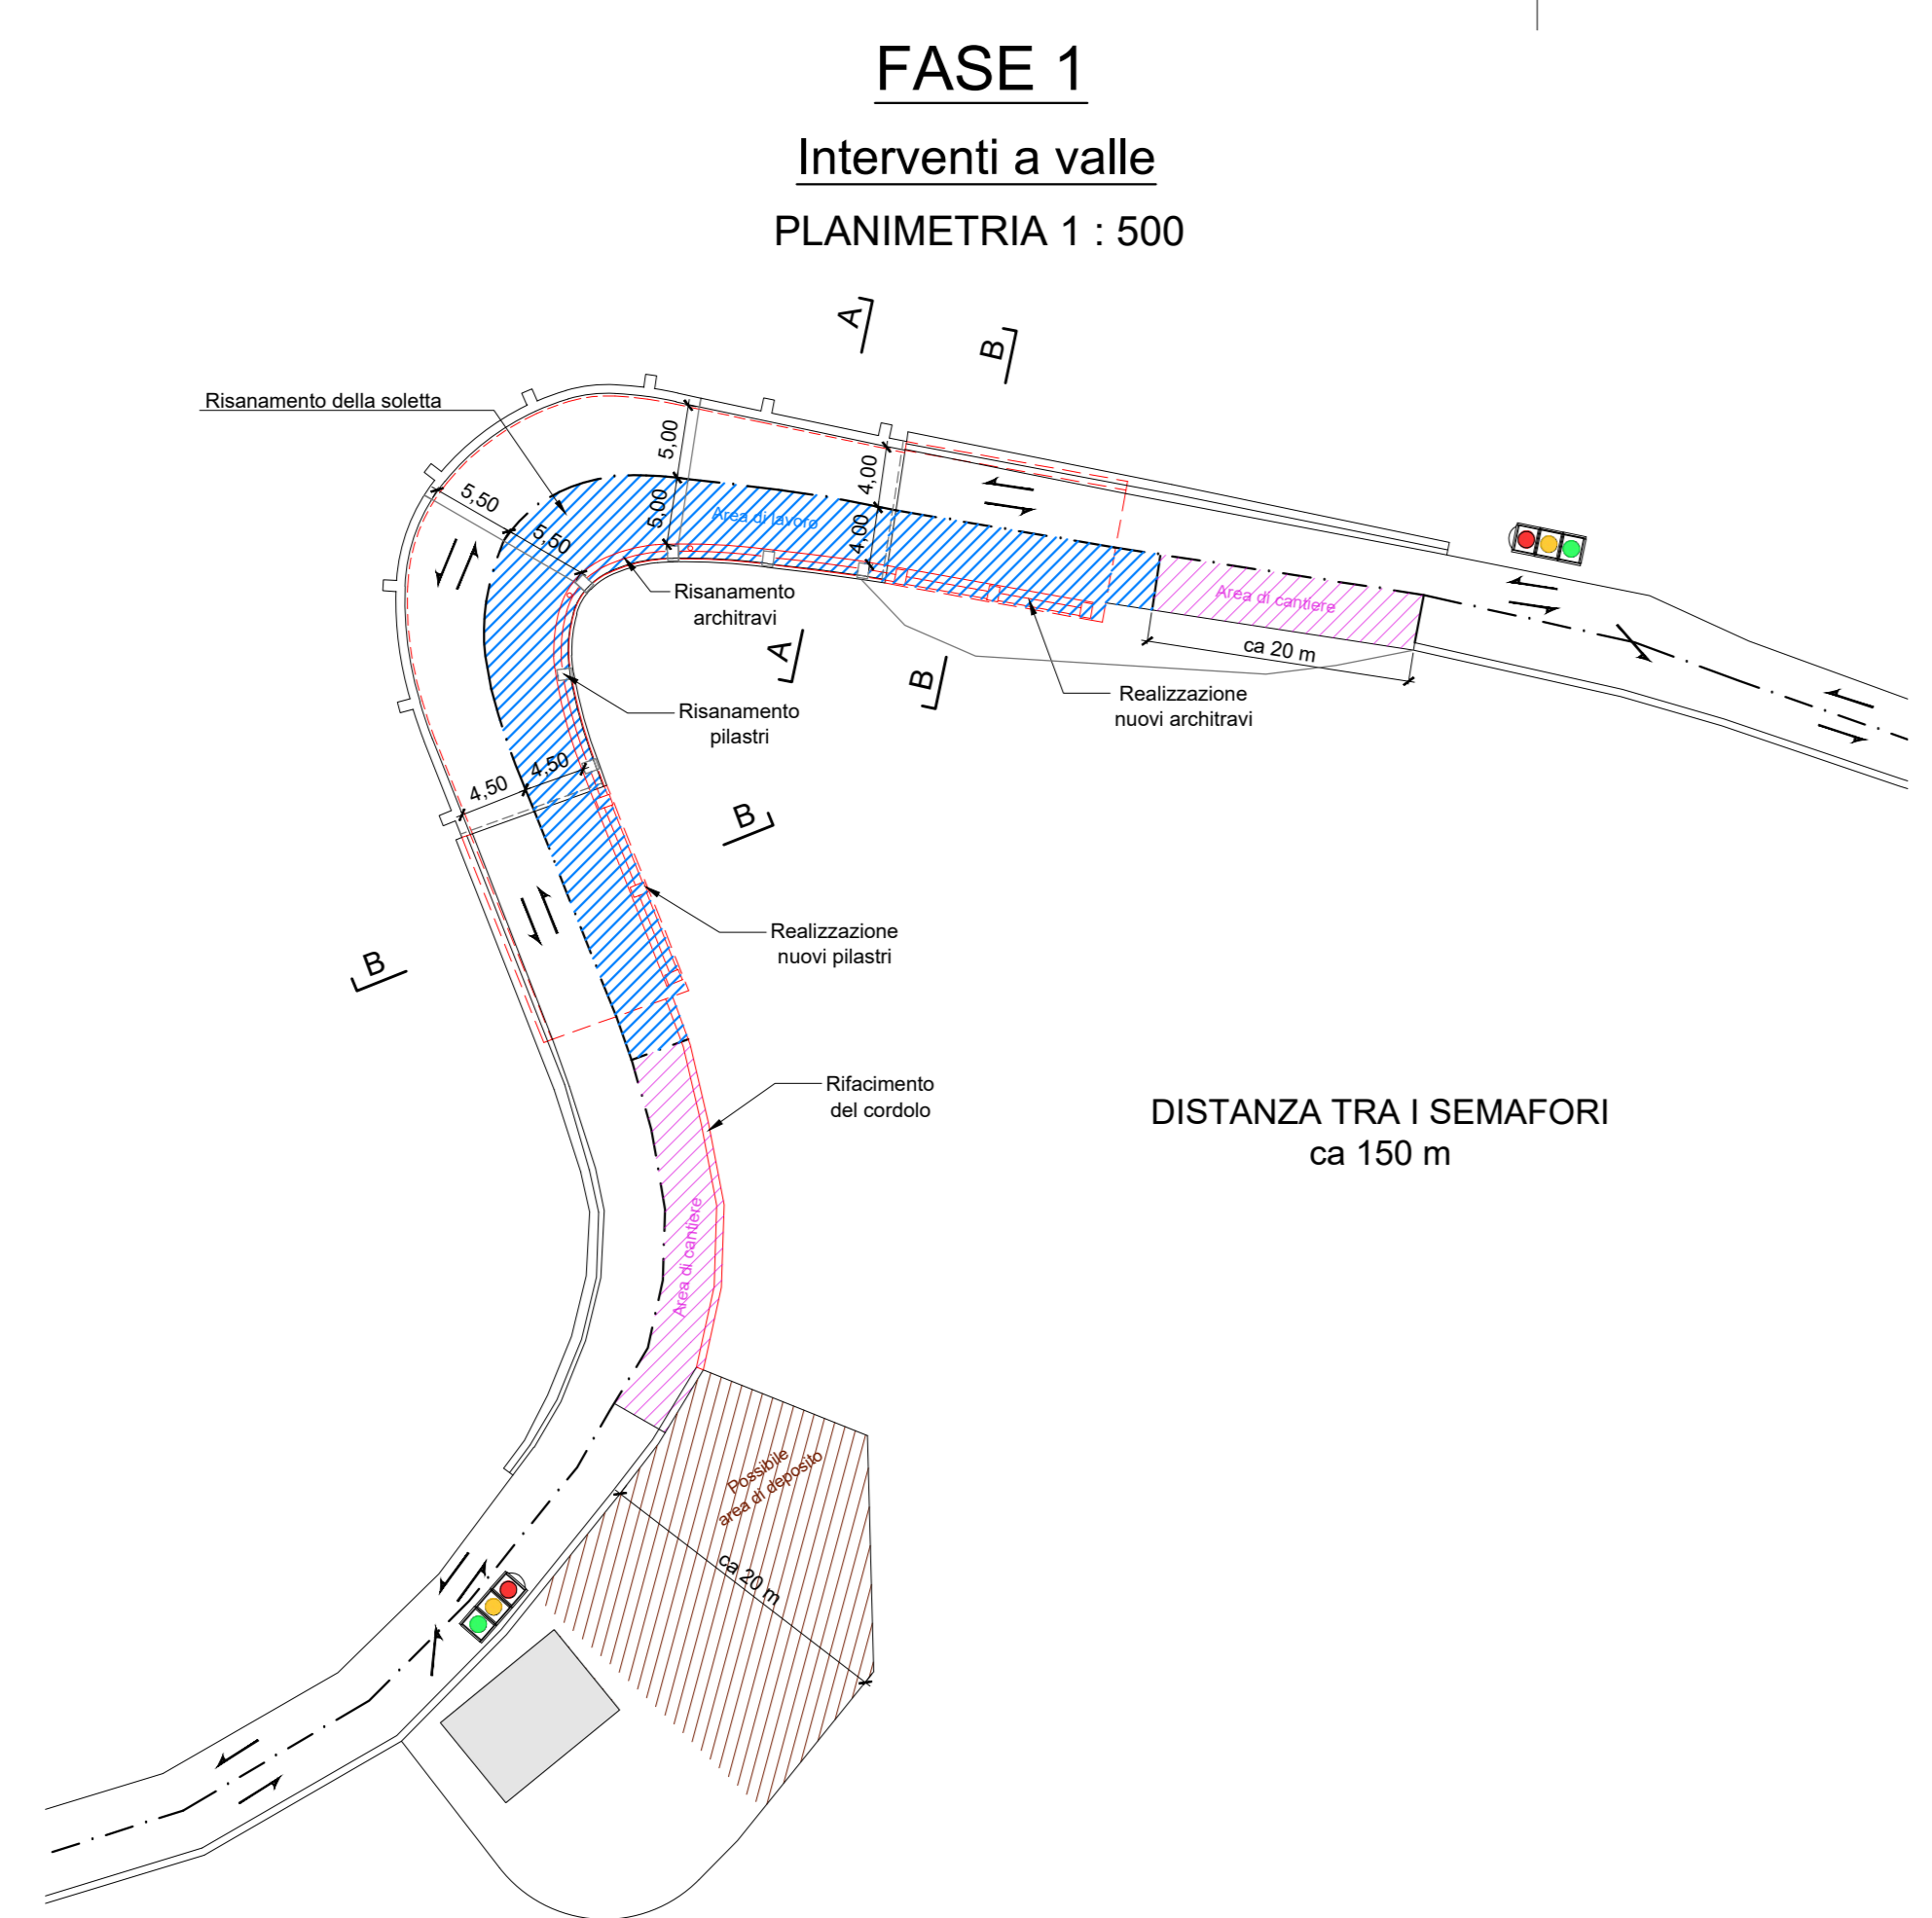 FASE 1
Interventi a valle
PLANIMETRIA 1 : 500
A
B
Risanamento della soletta
5,00
4,00
5,50
5,00
Area di lavoro
5,50
4,00
Risanamento
architravi
Area di cantiere
A
ca 20 m
B
Realizzazione
nuovi architravi
Risanamento
pilastri
4,50
4,50
B
B
Realizzazione
nuovi pilastri
Rifacimento
del cordolo
DISTANZA TRA I SEMAFORI
ca 150 m
Area di cantiere
Possibile
area di deposito
ca 20 m